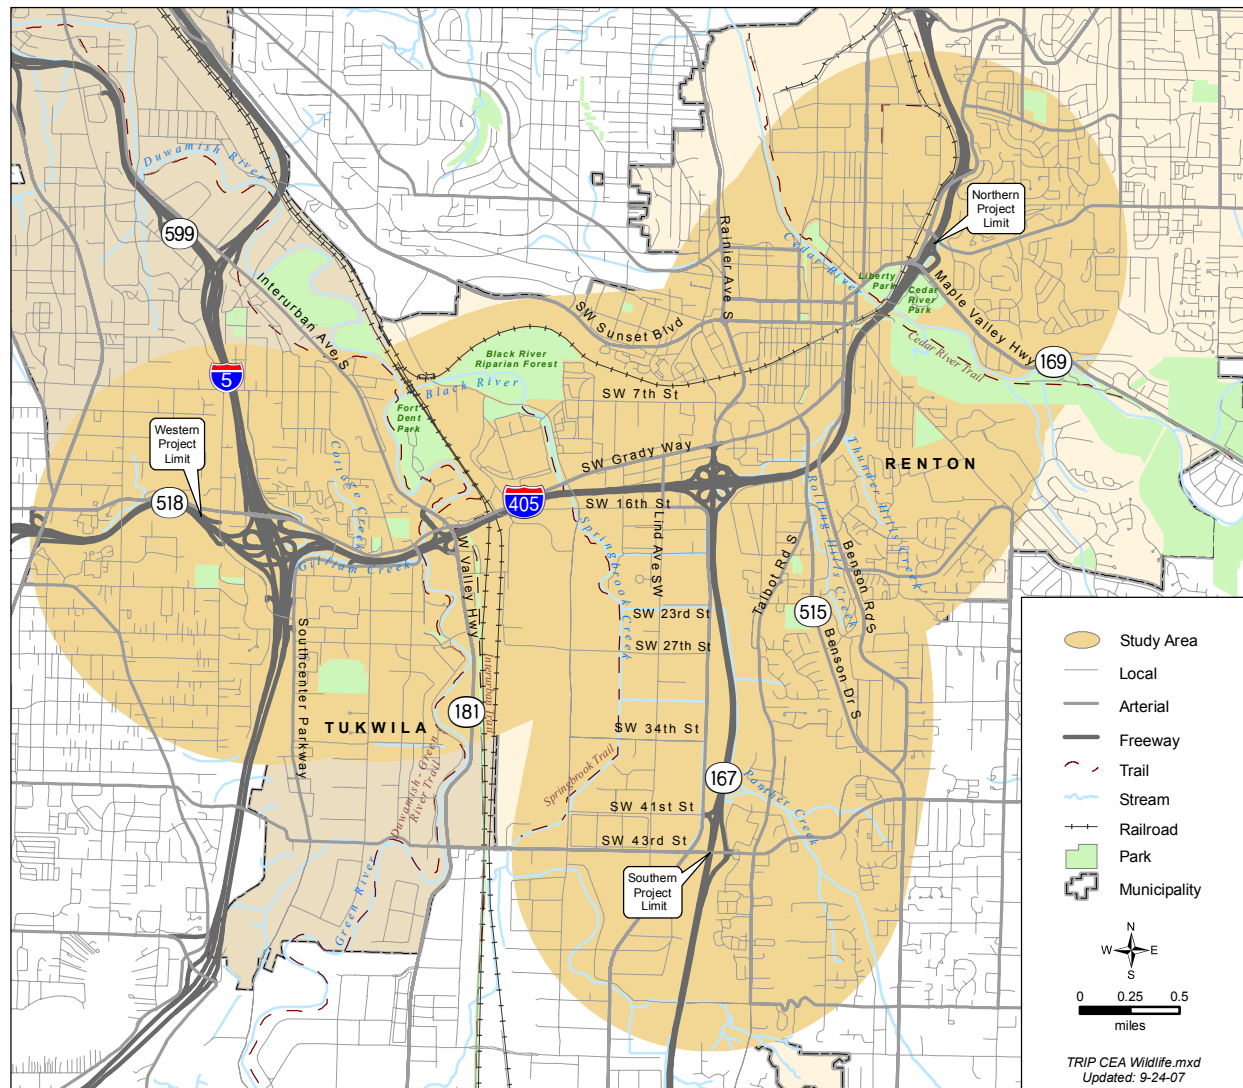 Duwamish River
599
Interurban Ave S
5
Western
Project
Limit
518
Cottage Creek
Gilliam Creek
Southcenter Parkway
TUKWILA
Duwamish - Green
River Trail
Green River
181
Interurban Trail
W Valley Hwy
Fort
Dent
Park
Black River
Black River
Riparian Forest
SW Sunset Blvd
Rainier Ave S
SW 7th St
SW Grady Way
405
SW 16th St
Lind Ave SW
Springbrook Creek
SW 23rd St
SW 27th St
SW 34th St
Springbrook Trail
SW 41st St
SW 43rd St
Southern
Project
Limit
167
Panther Creek
Talbot Rd S
515
Benson Rd S
Benson Dr S
Rolling Hills Creek
Thunder Hills Creek
RENTON
Cedar River
Liberty
Park
Cedar
River
Park
Cedar River Trail
Maple Valley Hwy
169
Northern
Project
Limit
Study Area
Local
Arterial
Freeway
Trail
Stream
Railroad
Park
Municipality
N
W E
S
0 0.25 0.5
miles
TRIP CEA Wildlife.mxd
Updated: 9-24-07